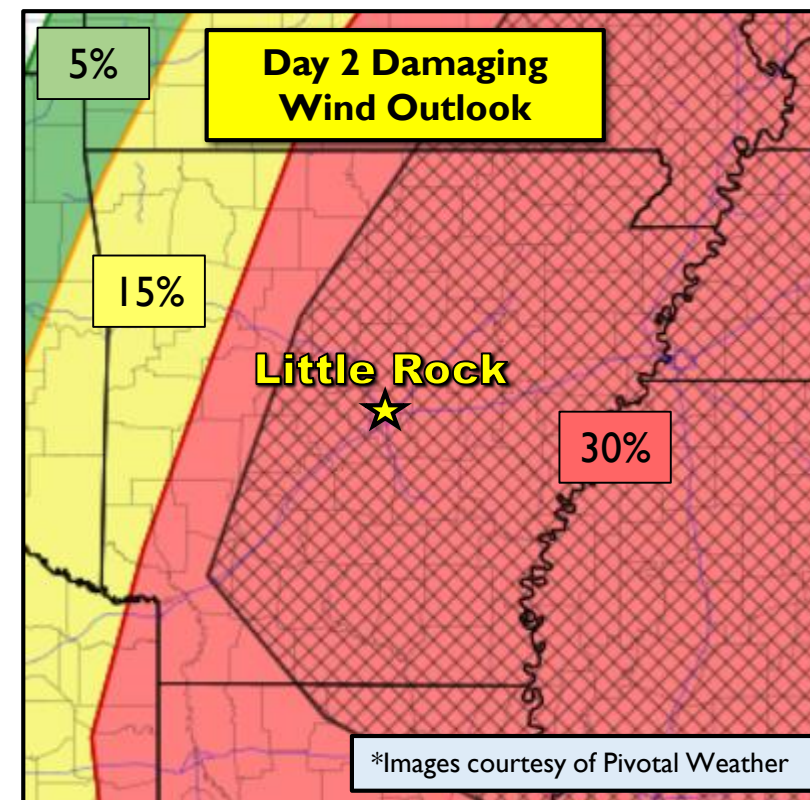 5%
Day 2 Damaging
Wind Outlook
15%
Little Rock
30%
*Images courtesy of Pivotal Weather